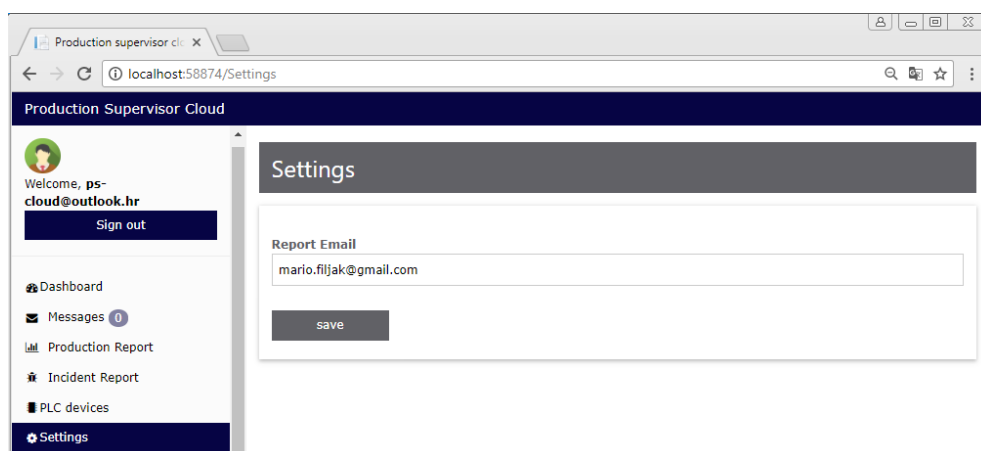 Production supervisor clo
localhost:58874/Settings
Production Supervisor Cloud
Welcome, ps-
cloud@outlook.hr
Sign out
Dashboard
Messages 0
Production Report
Incident Report
PLC devices
Settings
Settings
Report Email
mario.filjak@gmail.com
save